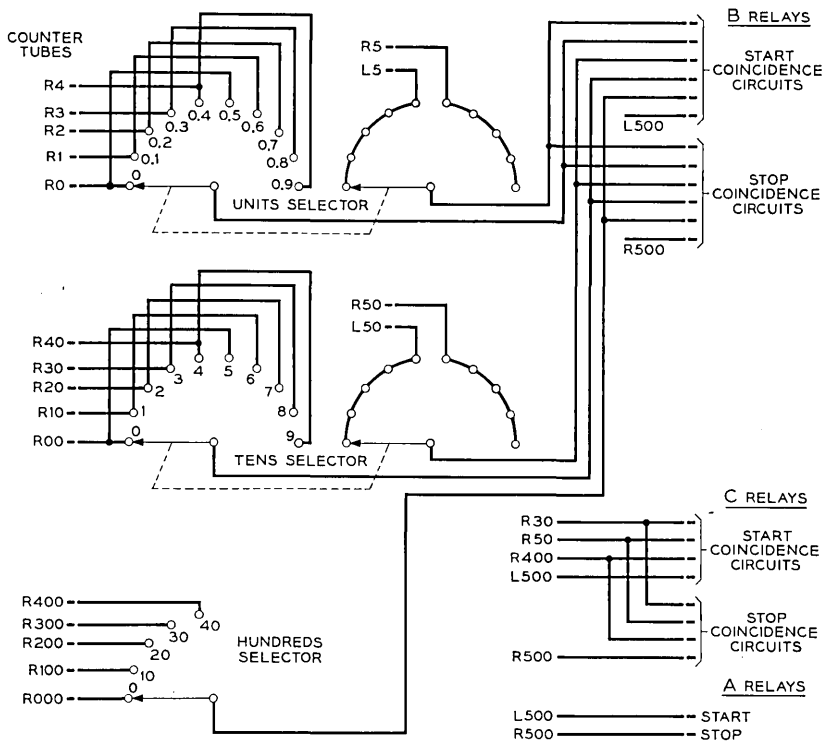 COUNTER
TUBES
R4
R3
R2
R1
R0
0
0.1
0.2
0.3
0.4
0.5
0.6
0.7
0.8
0.9
UNITS SELECTOR
R5
L5
B RELAYS
START
COINCIDENCE
CIRCUITS
L500
STOP
COINCIDENCE
CIRCUITS
R500
R40
R30
R20
R10
R00
0
1
2
3
4
5
6
7
8
9
TENS SELECTOR
R50
L50
R400
R300
R200
R100
R000
0
10
20
30
40
HUNDREDS
SELECTOR
C RELAYS
R30
R50
R400
L500
START
COINCIDENCE
CIRCUITS
R500
STOP
COINCIDENCE
CIRCUITS
A RELAYS
L500 START
R500 STOP